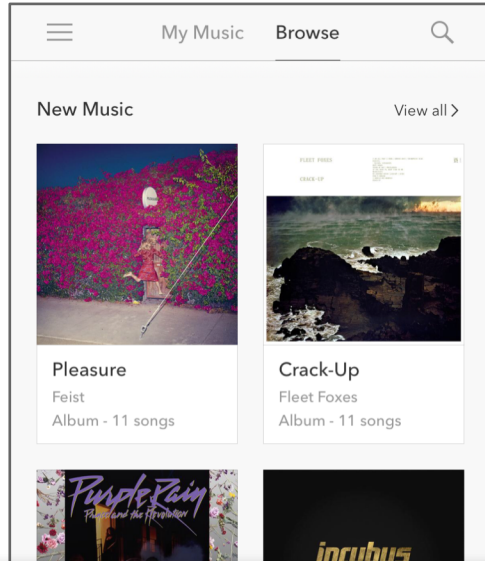 My Music Browse
New Music View all
FLEET FOXES
CRACK-UP
Pleasure
Feist
Album - 11 songs
Crack-Up
Fleet Foxes
Album - 11 songs
Purple Rain
Prince and the Revolution
incubus